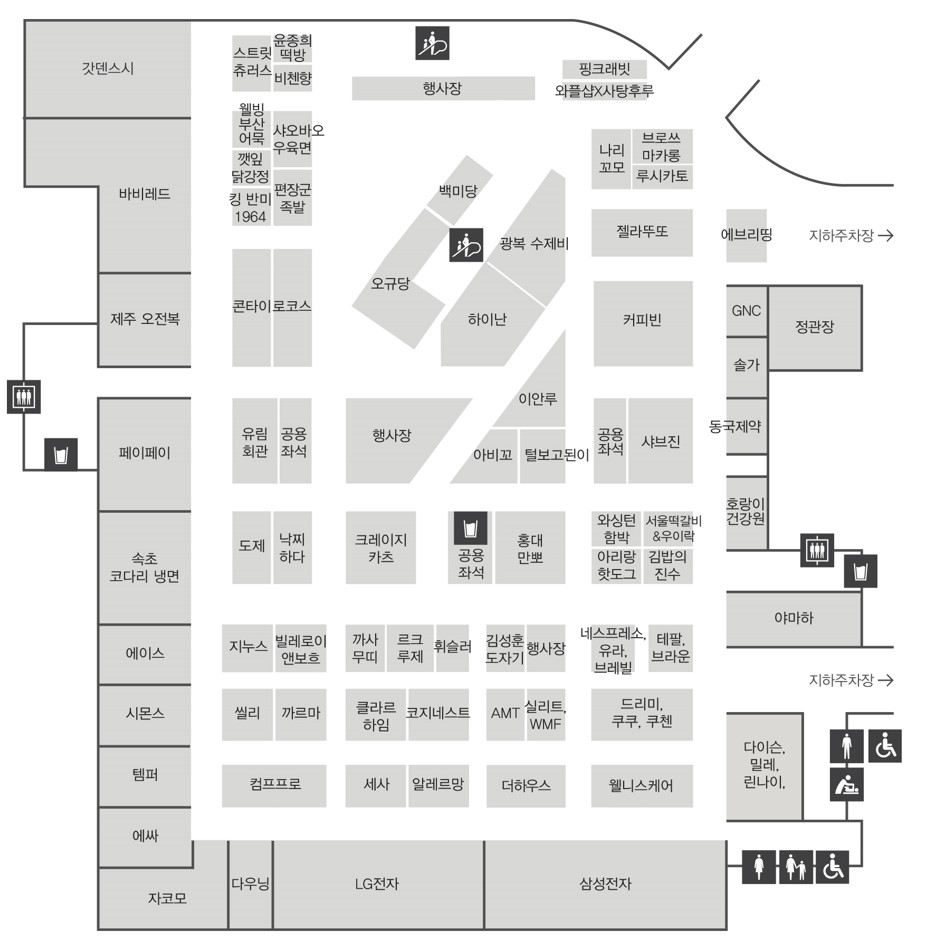 갓덴스시
스트릿
츄러스
윤종희
떡방
비첸향
행사장
핑크래빗
와플샵X사탕후루
바비레드
웰빙
부산
어묵
샤오바오
우육면
깻잎
닭강정
킹 반미
1964
편장군
족발
백미당
나리
꼬모
브로쓰
마카롱
루시카토
젤라뚜또
에브리띵
지하주차장
광복 수제비
오규당
하이난
제주 오전복
콘타이
로코스
커피빈
GNC
정관장
솔가
페이페이
유림
회관
공용
좌석
행사장
이안루
아비꼬
털보고된이
공용
좌석
샤브진
동국제약
호랑이
건강원
속초
코다리 냉면
도제
낙찌
하다
크레이지
카츠
공용
좌석
홍대
만뽀
와싱턴
함박
서울떡갈비
&우이락
아리랑
핫도그
김밥의
진수
야마하
에이스
지누스
빌레로이
앤보흐
까사
무띠
르크
루제
휘슬러
김성훈
도자기
행사장
네스프레소,
유라,
브레빌
테팔,
브라운
지하주차장
시몬스
씰리
까르마
클라르
하임
코지네스트
AMT
실리트,
WMF
드리미,
쿠쿠, 쿠첸
다이슨,
밀레,
린나이,
템퍼
컴프프로
세사
알레르망
더하우스
웰니스케어
에싸
자코모
다우닝
LG전자
삼성전자